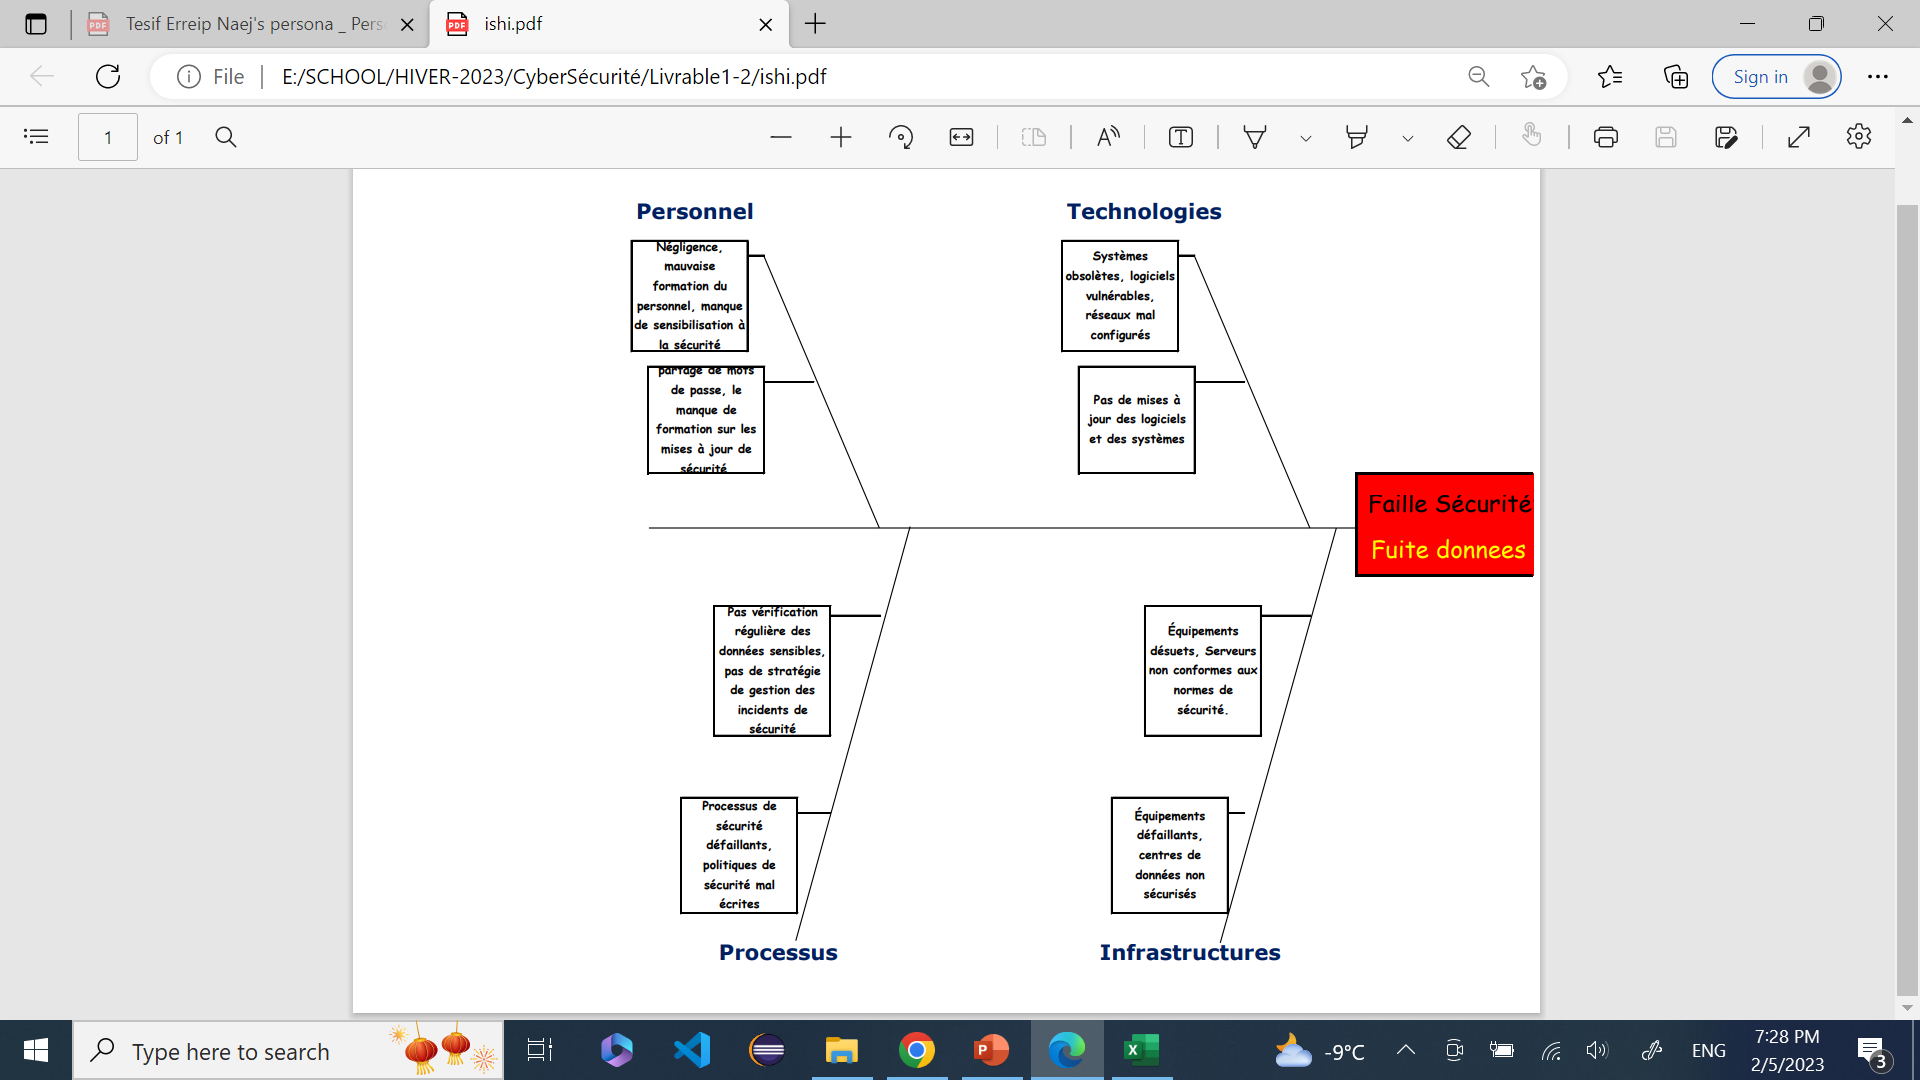 Tesif Erreip Naej's persona _ Pers
ishi.pdf
File
E:/SCHOOL/HIVER-2023/CyberSécurité/Livrable1-2/ishi.pdf
Sign in
1
of 1
Personnel
Technologies
Négligence,
mauvaise
formation du
personnel, manque
de sensibilisation à
la sécurité
Systèmes
obsolètes, logiciels
vulnérables,
réseaux mal
configurés
partage de mots
de passe, le
manque de
formation sur les
mises à jour de
sécurité
Pas de mises à
jour des logiciels
et des systèmes
Faille Sécurité
Fuite donnees
Pas vérification
régulière des
données sensibles,
pas de stratégie
de gestion des
incidents de
sécurité
Équipements
désuets, Serveurs
non conformes aux
normes de
sécurité.
Processus de
sécurité
défaillants,
politiques de
sécurité mal
écrites
Équipements
défaillants,
centres de
données non
sécurisés
Processus
Infrastructures
Type here to search
-9°C
ENG
7:28 PM
2/5/2023
3